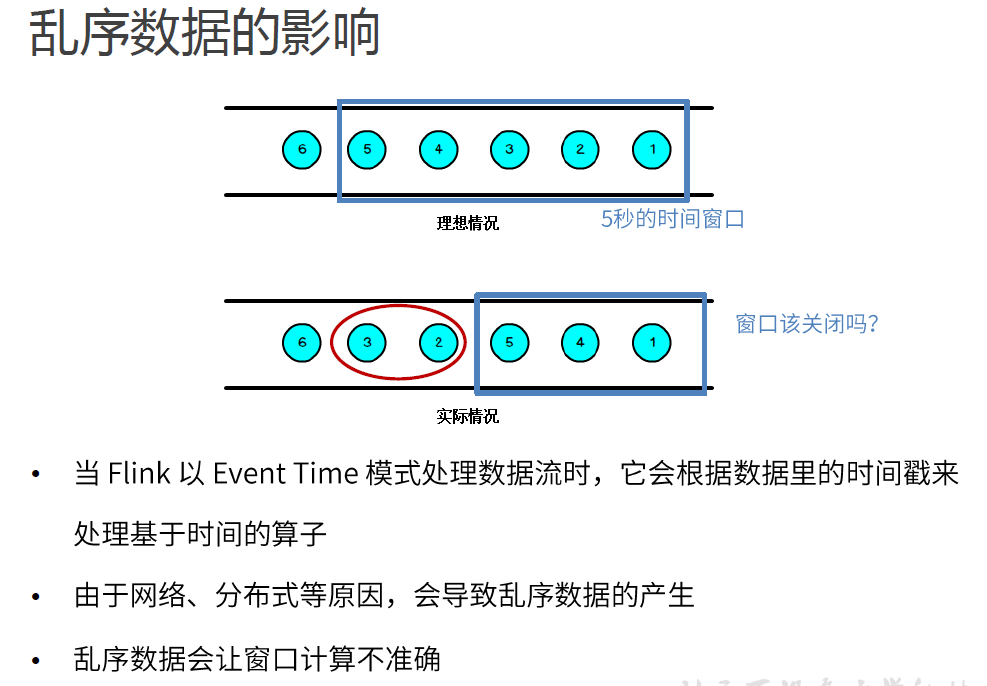 乱序数据的影响
6 5 4 3 2 1
理想情况
5秒的时间窗口
6 3 2 5 4 1
窗口该关闭吗？
实际情况
• 当 Flink 以 Event Time 模式处理数据流时，它会根据数据里的时间戳来
处理基于时间的算子
• 由于网络、分布式等原因，会导致乱序数据的产生
• 乱序数据会让窗口计算不准确